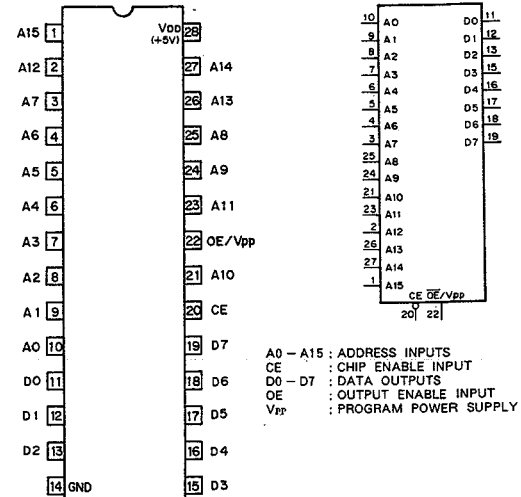 A15 1
VDD 28
(+5V)
A12 2
27 A14
A7 3
26 A13
A6 4
25 A8
A5 5
24 A9
A4 6
23 A11
A3 7
22 OE/Vpp
A2 8
21 A10
A1 9
20 CE
A0 10
19 D7
D0 11
18 D6
D1 12
17 D5
D2 13
16 D4
14 GND
15 D3
10 A0
9 A1
8 A2
7 A3
6 A4
5 A5
4 A6
3 A7
25 A8
24 A9
21 A10
23 A11
2 A12
26 A13
27 A14
1 A15
D0 11
D1 12
D2 13
D3 15
D4 16
D5 17
D6 18
D7 19
CE OE/Vpp
20 22
A0 – A15 : ADDRESS INPUTS
CE : CHIP ENABLE INPUT
D0 – D7 : DATA OUTPUTS
OE : OUTPUT ENABLE INPUT
VPP : PROGRAM POWER SUPPLY